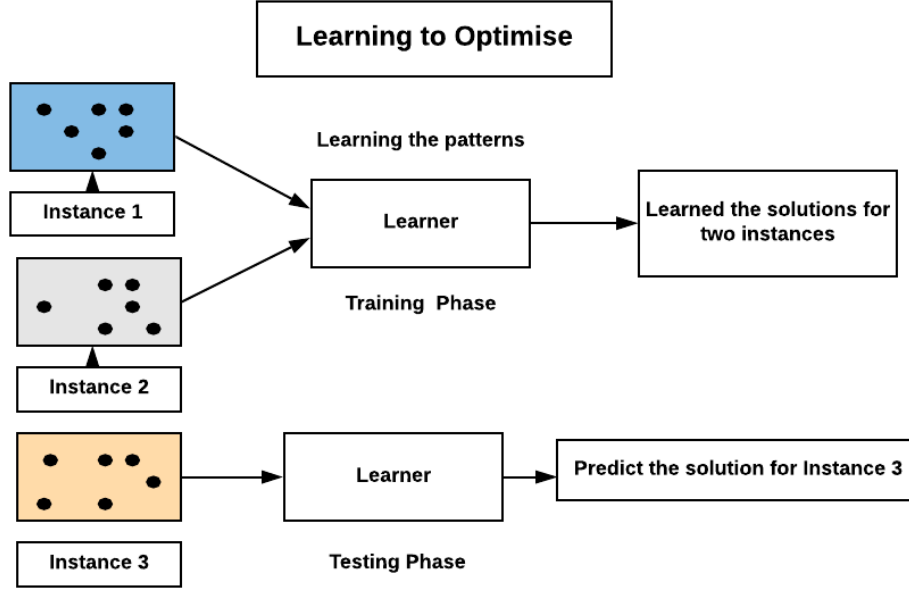 Learning to Optimise
Learning the patterns
Instance 1
Learner
Learned the solutions for
two instances
Training Phase
Instance 2
Learner
Predict the solution for Instance 3
Instance 3
Testing Phase